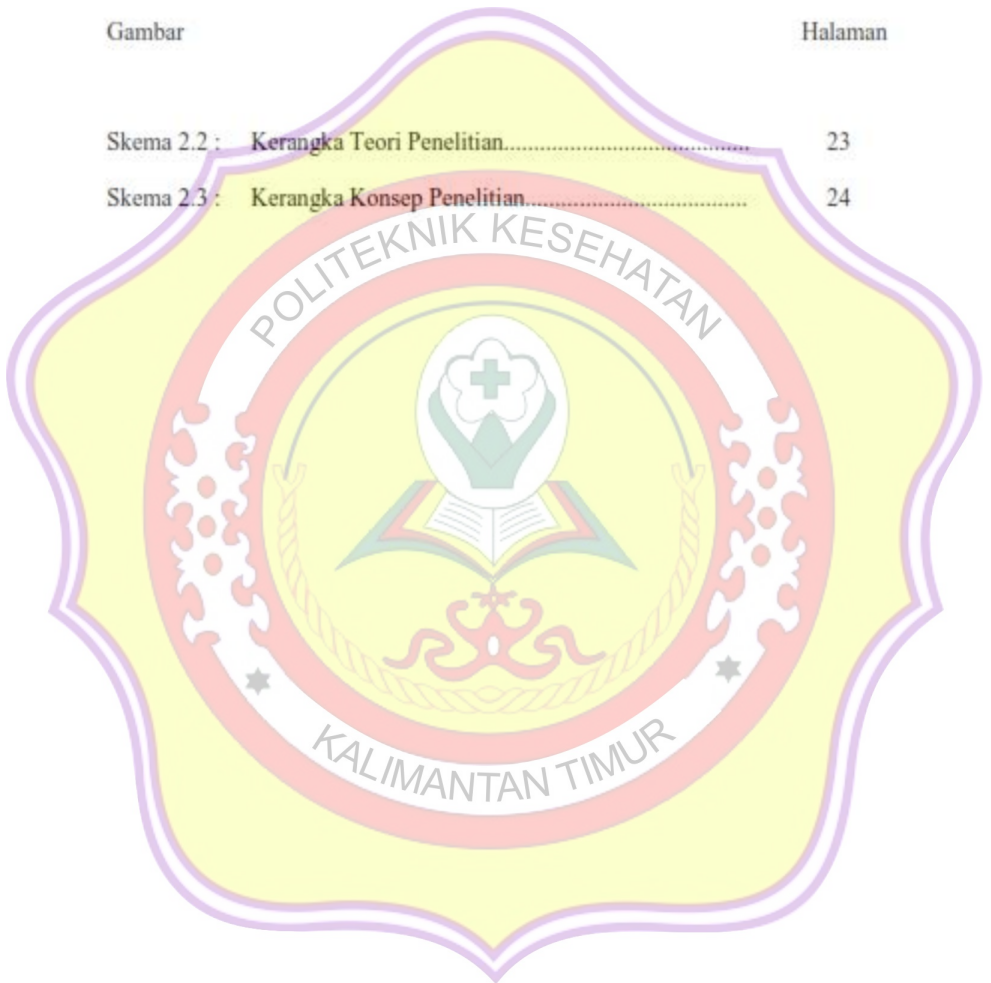 Gambar Halaman
Skema 2.2 : Kerangka Teori Penelitian......................................... 23
Skema 2.3 : Kerangka Konsep Penelitian..................................... 24
POLITEKNIK KESEHATAN
KALIMANTAN TIMUR